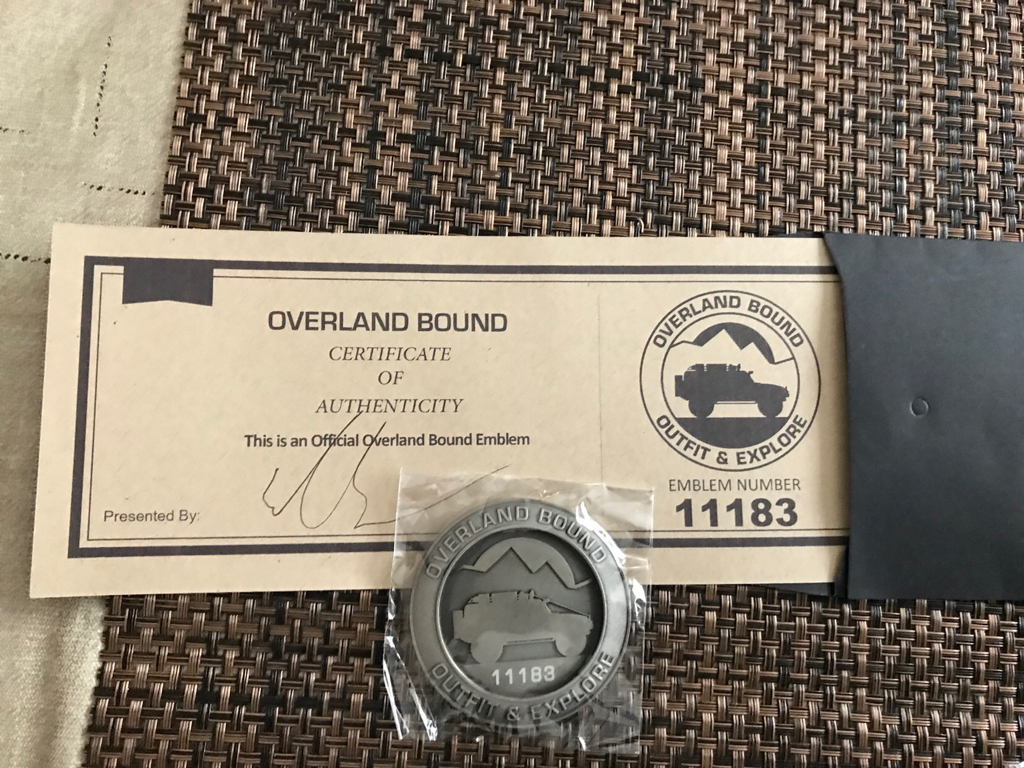 OVERLAND BOUND
CERTIFICATE
OF
AUTHENTICITY
This is an Official Overland Bound Emblem
Presented By:
OVERLAND BOUND
OUTFIT & EXPLORE
EMBLEM NUMBER
11183
OVERLAND BOUND
11183
OUTFIT & EXPLORE